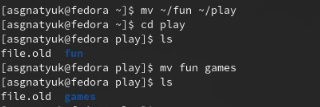 [asgnatyuk@fedora ~]$ mv ~/fun ~/play
[asgnatyuk@fedora ~]$ cd play
[asgnatyuk@fedora play]$ ls
file.old fun
[asgnatyuk@fedora play]$ mv fun games
[asgnatyuk@fedora play]$ ls
file.old games